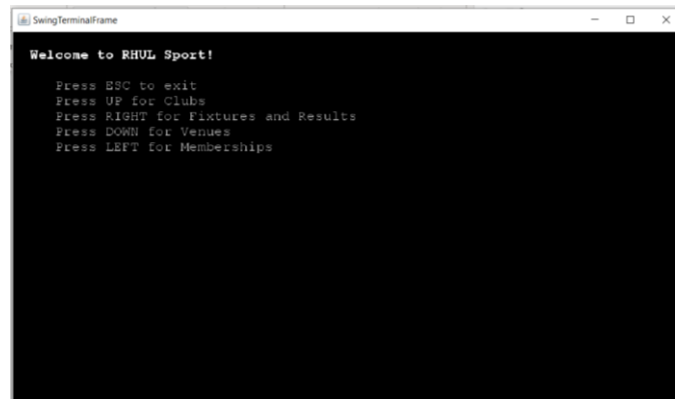 SwingTerminalFrame
Welcome to RHUL Sport!
Press ESC to exit
Press UP for Clubs
Press RIGHT for Fixtures and Results
Press DOWN for Venues
Press LEFT for Memberships